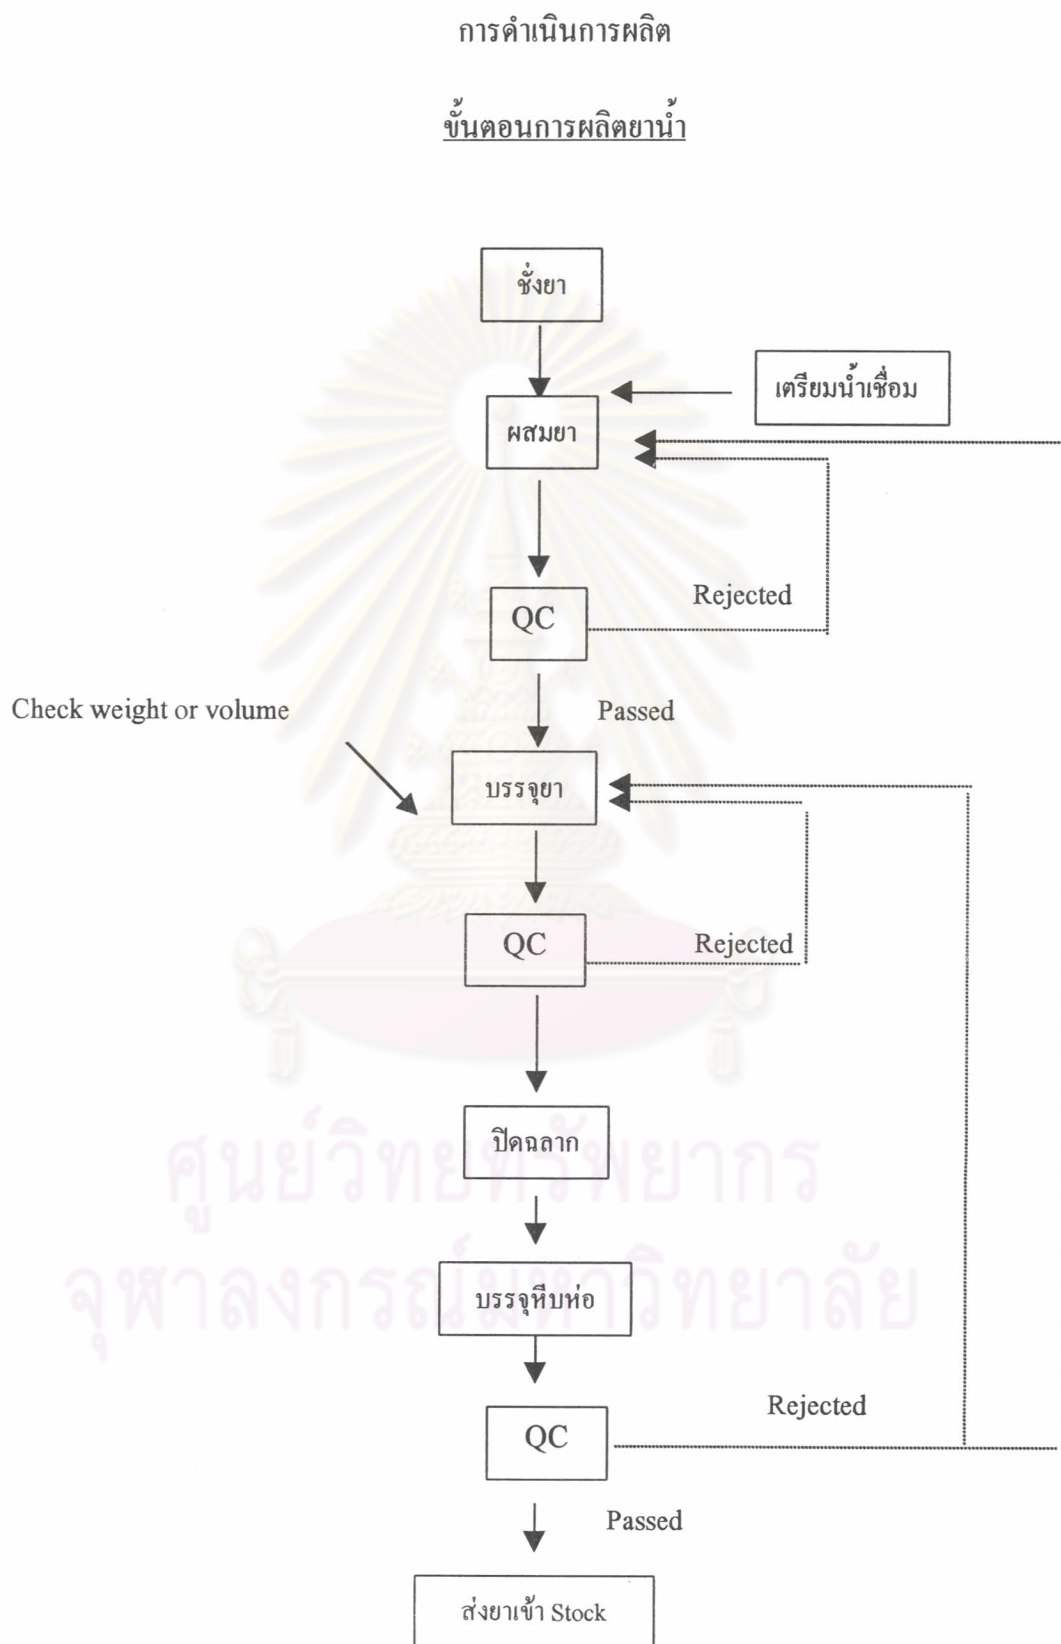 การดำเนินการผลิต
ขั้นตอนการผลิตยาน้ำ
ชั่งยา
เตรียมน้ำเชื่อม
ผสมยา
Rejected
QC
Check weight or volume
Passed
บรรจุยา
QC
Rejected
ปิดฉลาก
ศูนย์วิทยทรัพยากร
บรรจุหีบห่อ
จุฬาลงกรณ์มหาวิทยาลัย
Rejected
QC
Passed
ส่งยาเข้า Stock